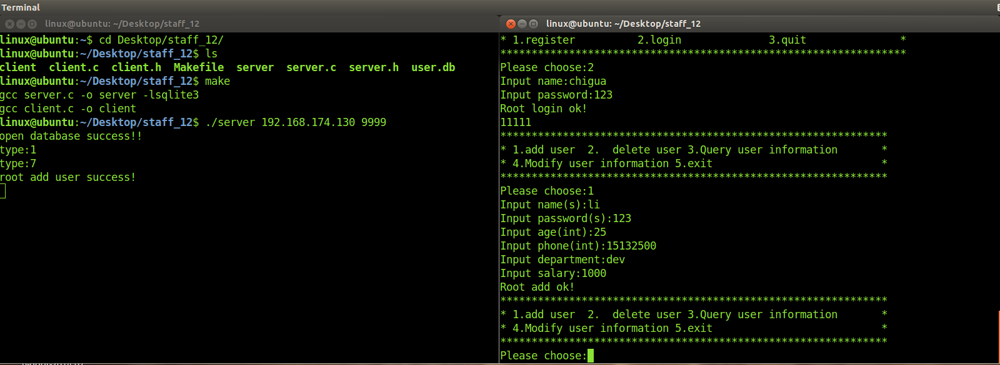 Terminal
linux@ubuntu: ~/Desktop/staff_12
linux@ubuntu:~$ cd Desktop/staff_12/
linux@ubuntu:~/Desktop/staff_12$ ls
client  client.c  client.h  Makefile  server  server.c  server.h  user.db
linux@ubuntu:~/Desktop/staff_12$ make
gcc server.c -o server -lsqlite3
gcc client.c -o client
linux@ubuntu:~/Desktop/staff_12$ ./server 192.168.174.130 9999
open database success!!
type:1
type:7
root add user success!
linux@ubuntu: ~/Desktop/staff_12
* 1.register          2.login              3.quit               *
*****************************************************************
Please choose:2
Input name:chigua
Input password:123
Root login ok!
11111
**************************************************************
* 1.add user  2.  delete user 3.Query user information       *
* 4.Modify user information 5.exit                           *
**************************************************************
Please choose:1
Input name(s):li
Input password(s):123
Input age(int):25
Input phone(int):15132500
Input department:dev
Input salary:1000
Root add ok!
**************************************************************
* 1.add user  2.  delete user 3.Query user information       *
* 4.Modify user information 5.exit                           *
**************************************************************
Please choose: